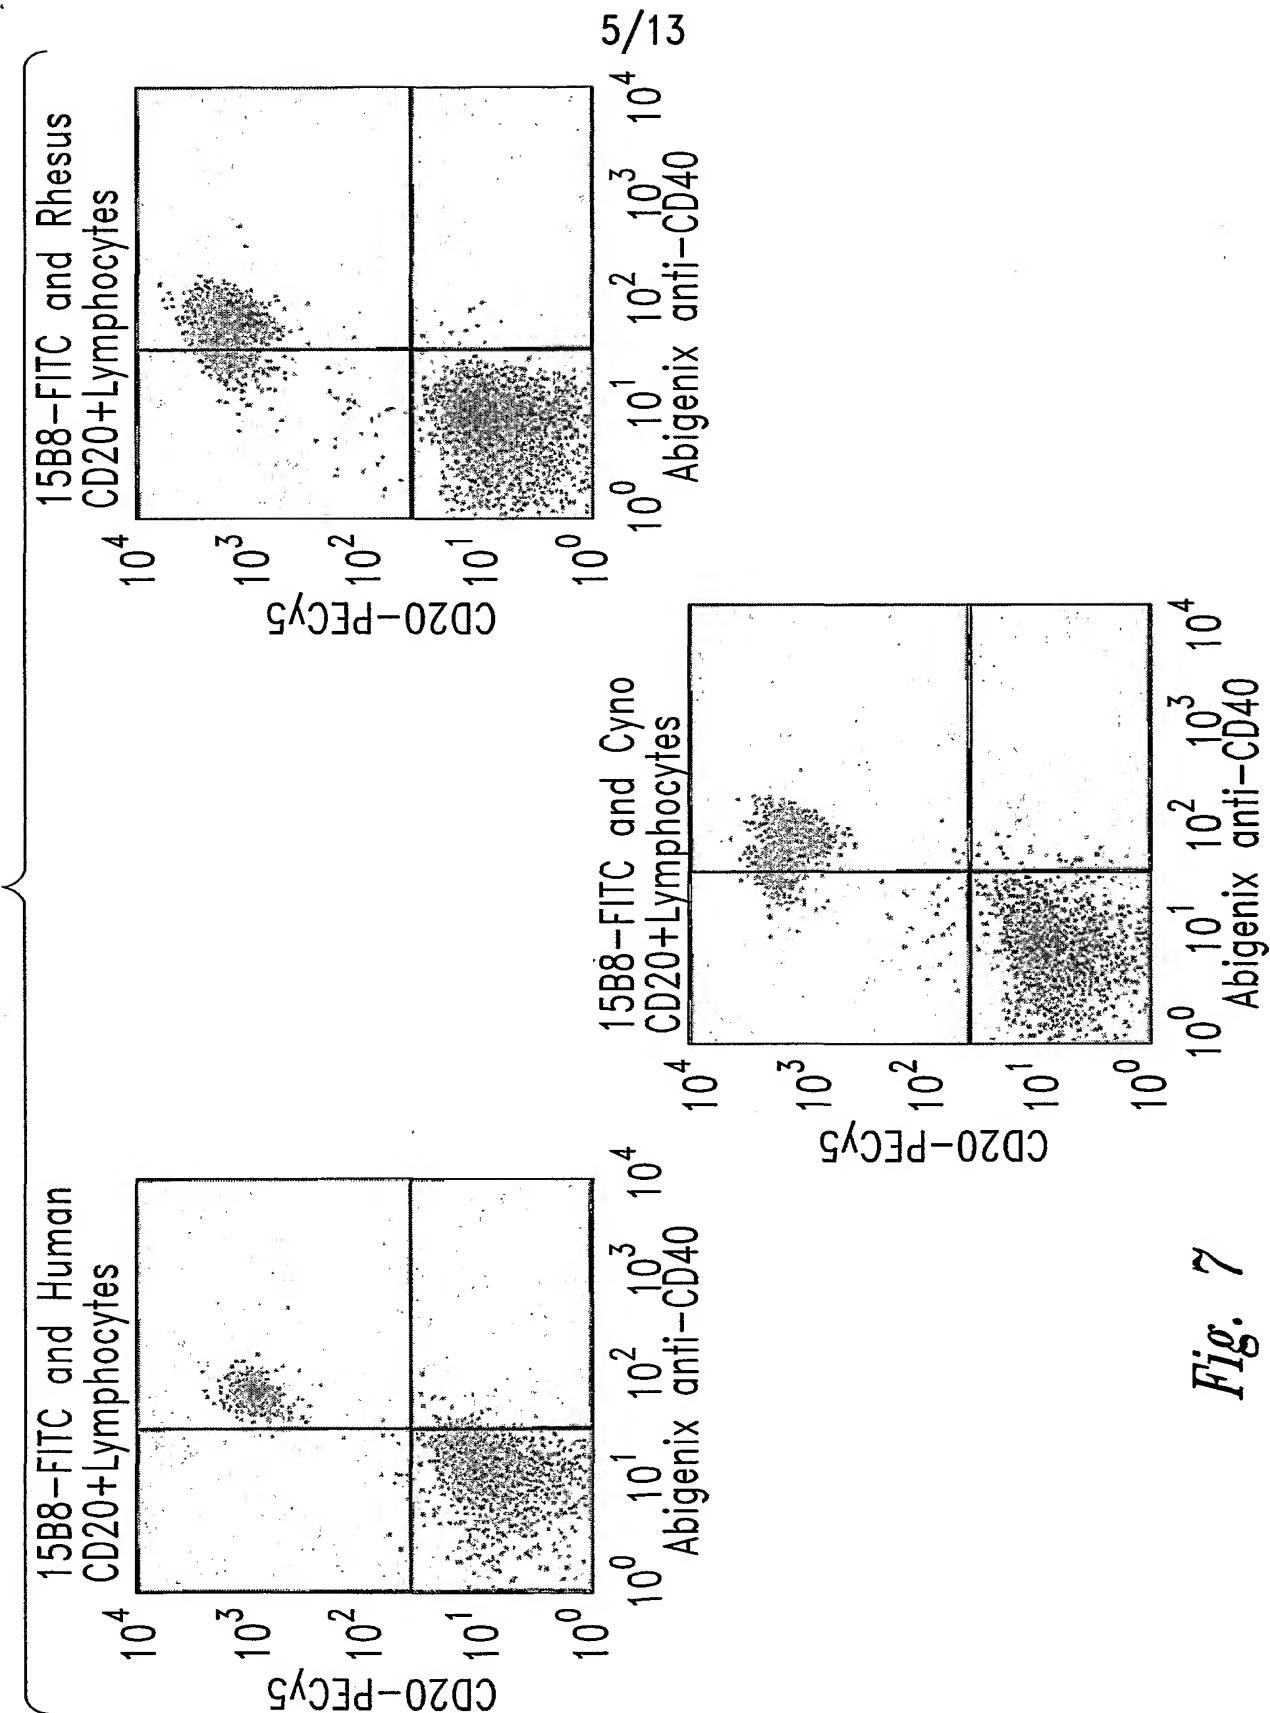 5/13
15B8-FITC and Human
CD20+Lymphocytes
CD20-PECy5
10^4
10^3
10^2
10^1
10^0
10^0 10^1 10^2 10^3 10^4
Abigenix anti-CD40
15B8-FITC and Rhesus
CD20+Lymphocytes
CD20-PECy5
10^4
10^3
10^2
10^1
10^0
10^0 10^1 10^2 10^3 10^4
Abigenix anti-CD40
15B8-FITC and Cyno
CD20+Lymphocytes
CD20-PECy5
10^4
10^3
10^2
10^1
10^0
10^0 10^1 10^2 10^3 10^4
Abigenix anti-CD40
Fig. 7